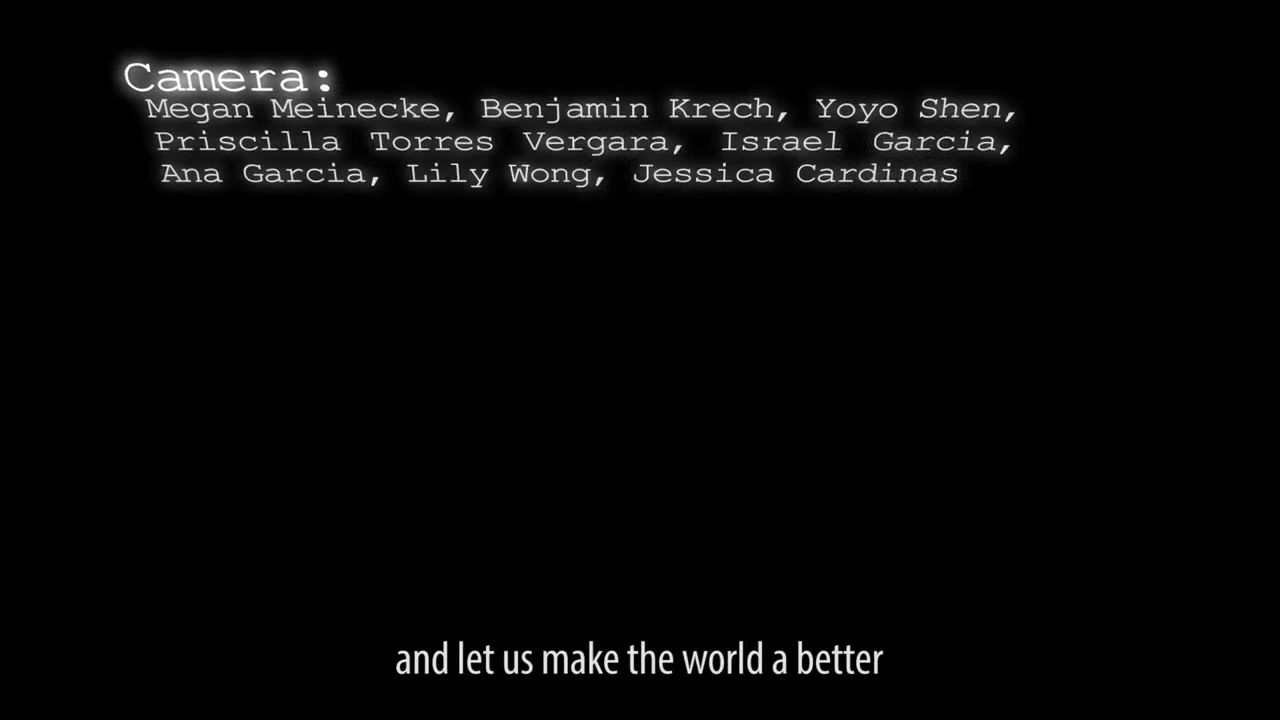 Camera:
Megan Meinecke, Benjamin Krech, Yoyo Shen,
Priscilla Torres Vergara, Israel Garcia,
Ana Garcia, Lily Wong, Jessica Cardinas
and let us make the world a better